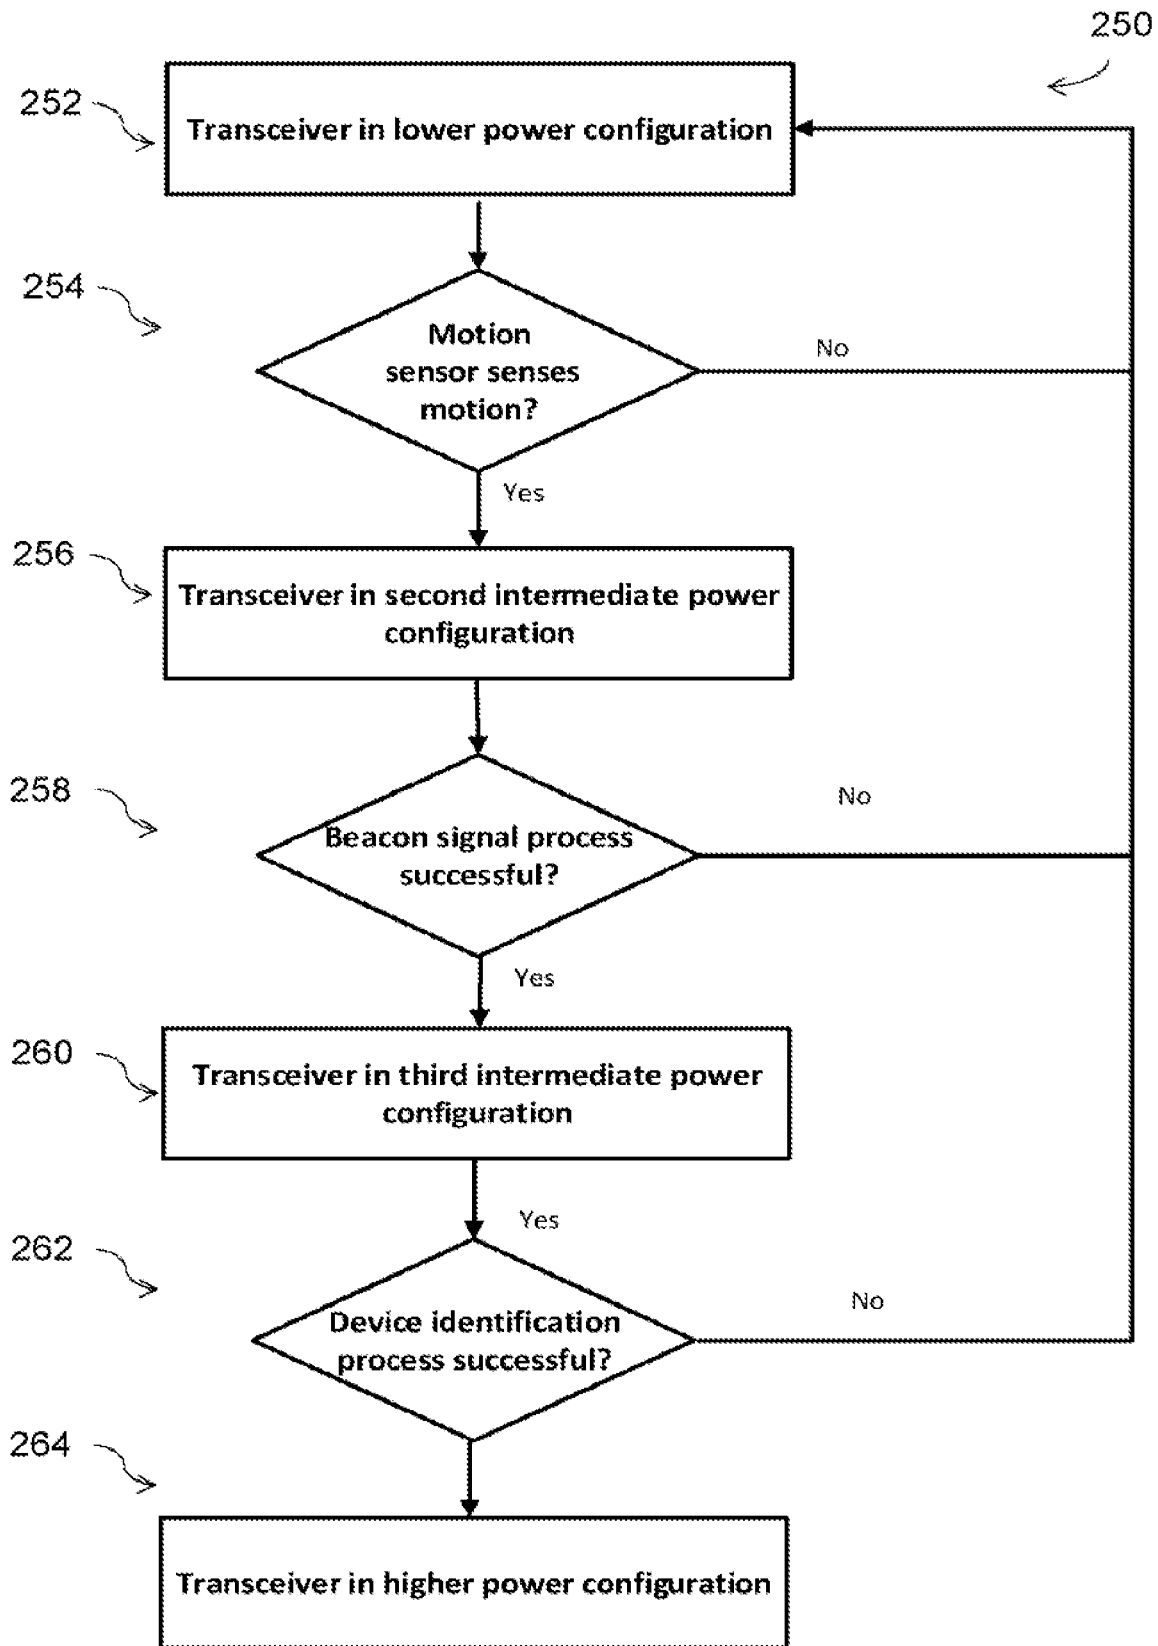 250
252
Transceiver in lower power configuration
254
Motion
sensor senses
motion?
No
Yes
256
Transceiver in second intermediate power
configuration
258
No
Beacon signal process
successful?
Yes
260
Transceiver in third intermediate power
configuration
Yes
262
No
Device identification
process successful?
264
Transceiver in higher power configuration